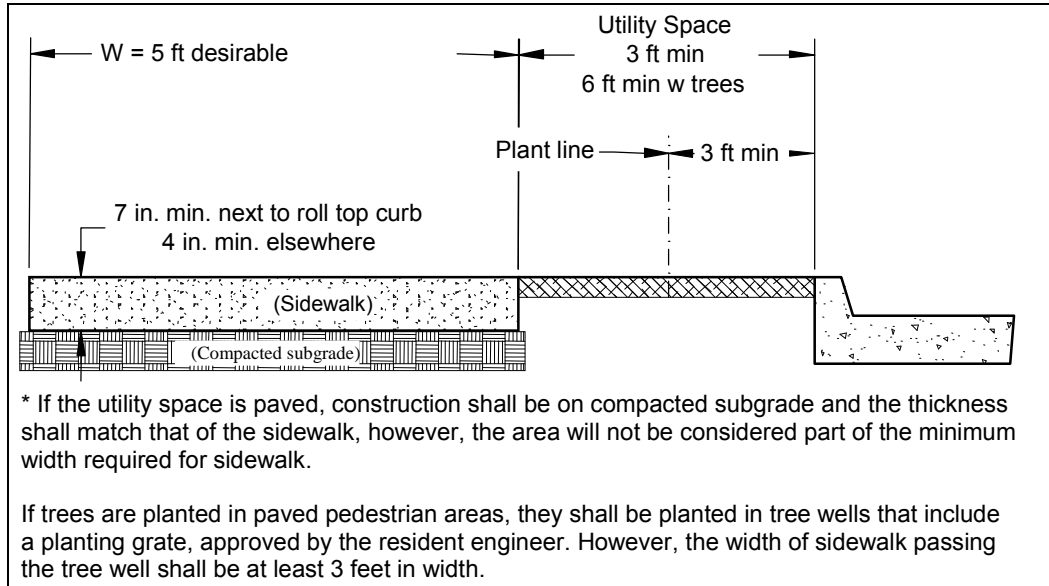 W = 5 ft desirable
Utility Space
3 ft min
6 ft min w trees
Plant line
3 ft min
7 in. min. next to roll top curb
4 in. min. elsewhere
(Sidewalk)
(Compacted subgrade)
* If the utility space is paved, construction shall be on compacted subgrade and the thickness
shall match that of the sidewalk, however, the area will not be considered part of the minimum
width required for sidewalk.
If trees are planted in paved pedestrian areas, they shall be planted in tree wells that include
a planting grate, approved by the resident engineer. However, the width of sidewalk passing
the tree well shall be at least 3 feet in width.